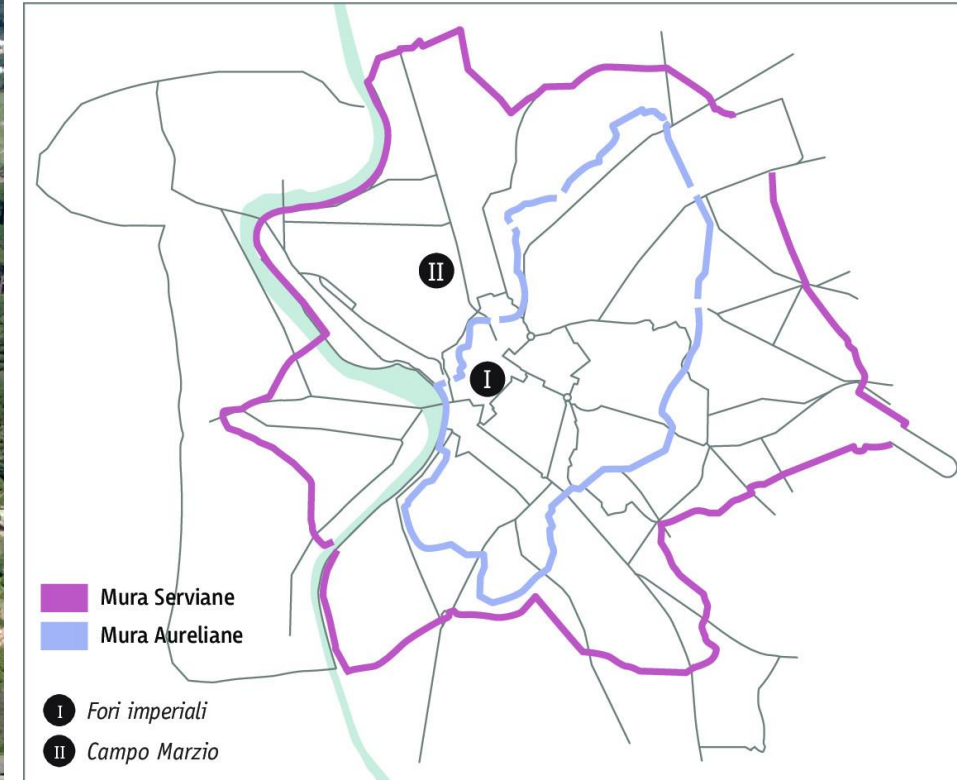 II
I
Mura Serviane
Mura Aureliane
I Fori imperiali
II Campo Marzio